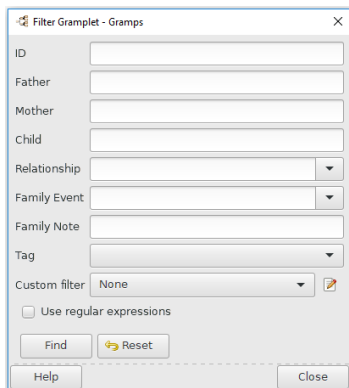 Filter Gramplet - Gramps
ID
Father
Mother
Child
Relationship
Family Event
Family Note
Tag
Custom filter None
Use regular expressions
Find Reset
Help Close